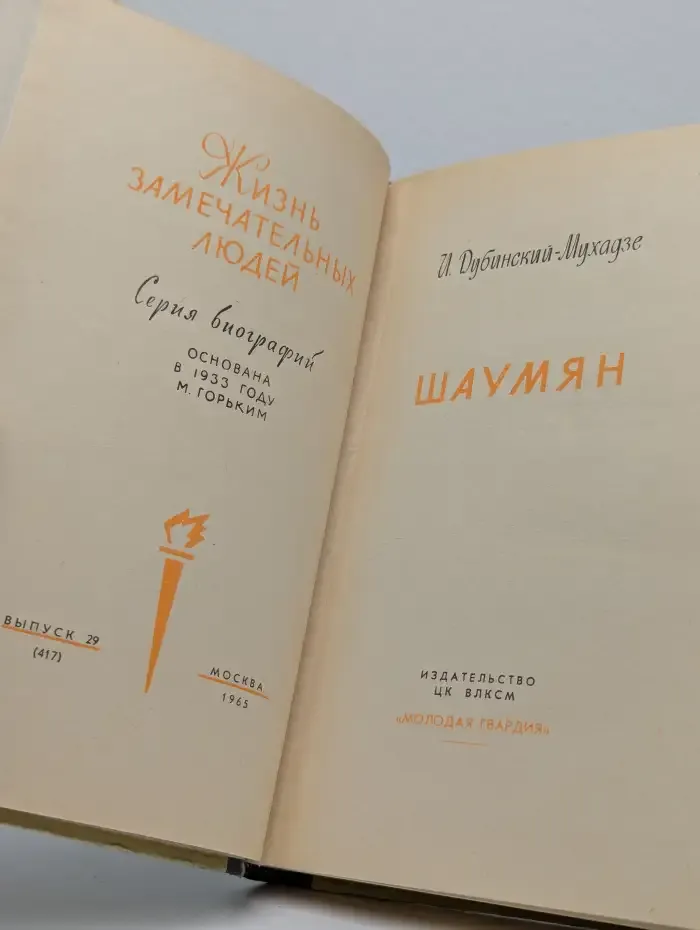 Жизнь
ЗАМЕЧАТЕЛЬНЫХ
ЛЮДЕЙ
Серия биографий
ОСНОВАНА
В 1933 ГОДУ
М. ГОРЬКИМ
ВЫПУСК 29
(417)
МОСКВА
1965
И. Дубинский-Мухадзе
ШАУМЯН
ИЗДАТЕЛЬСТВО
ЦК ВЛКСМ
«МОЛОДАЯ ГВАРДИЯ»